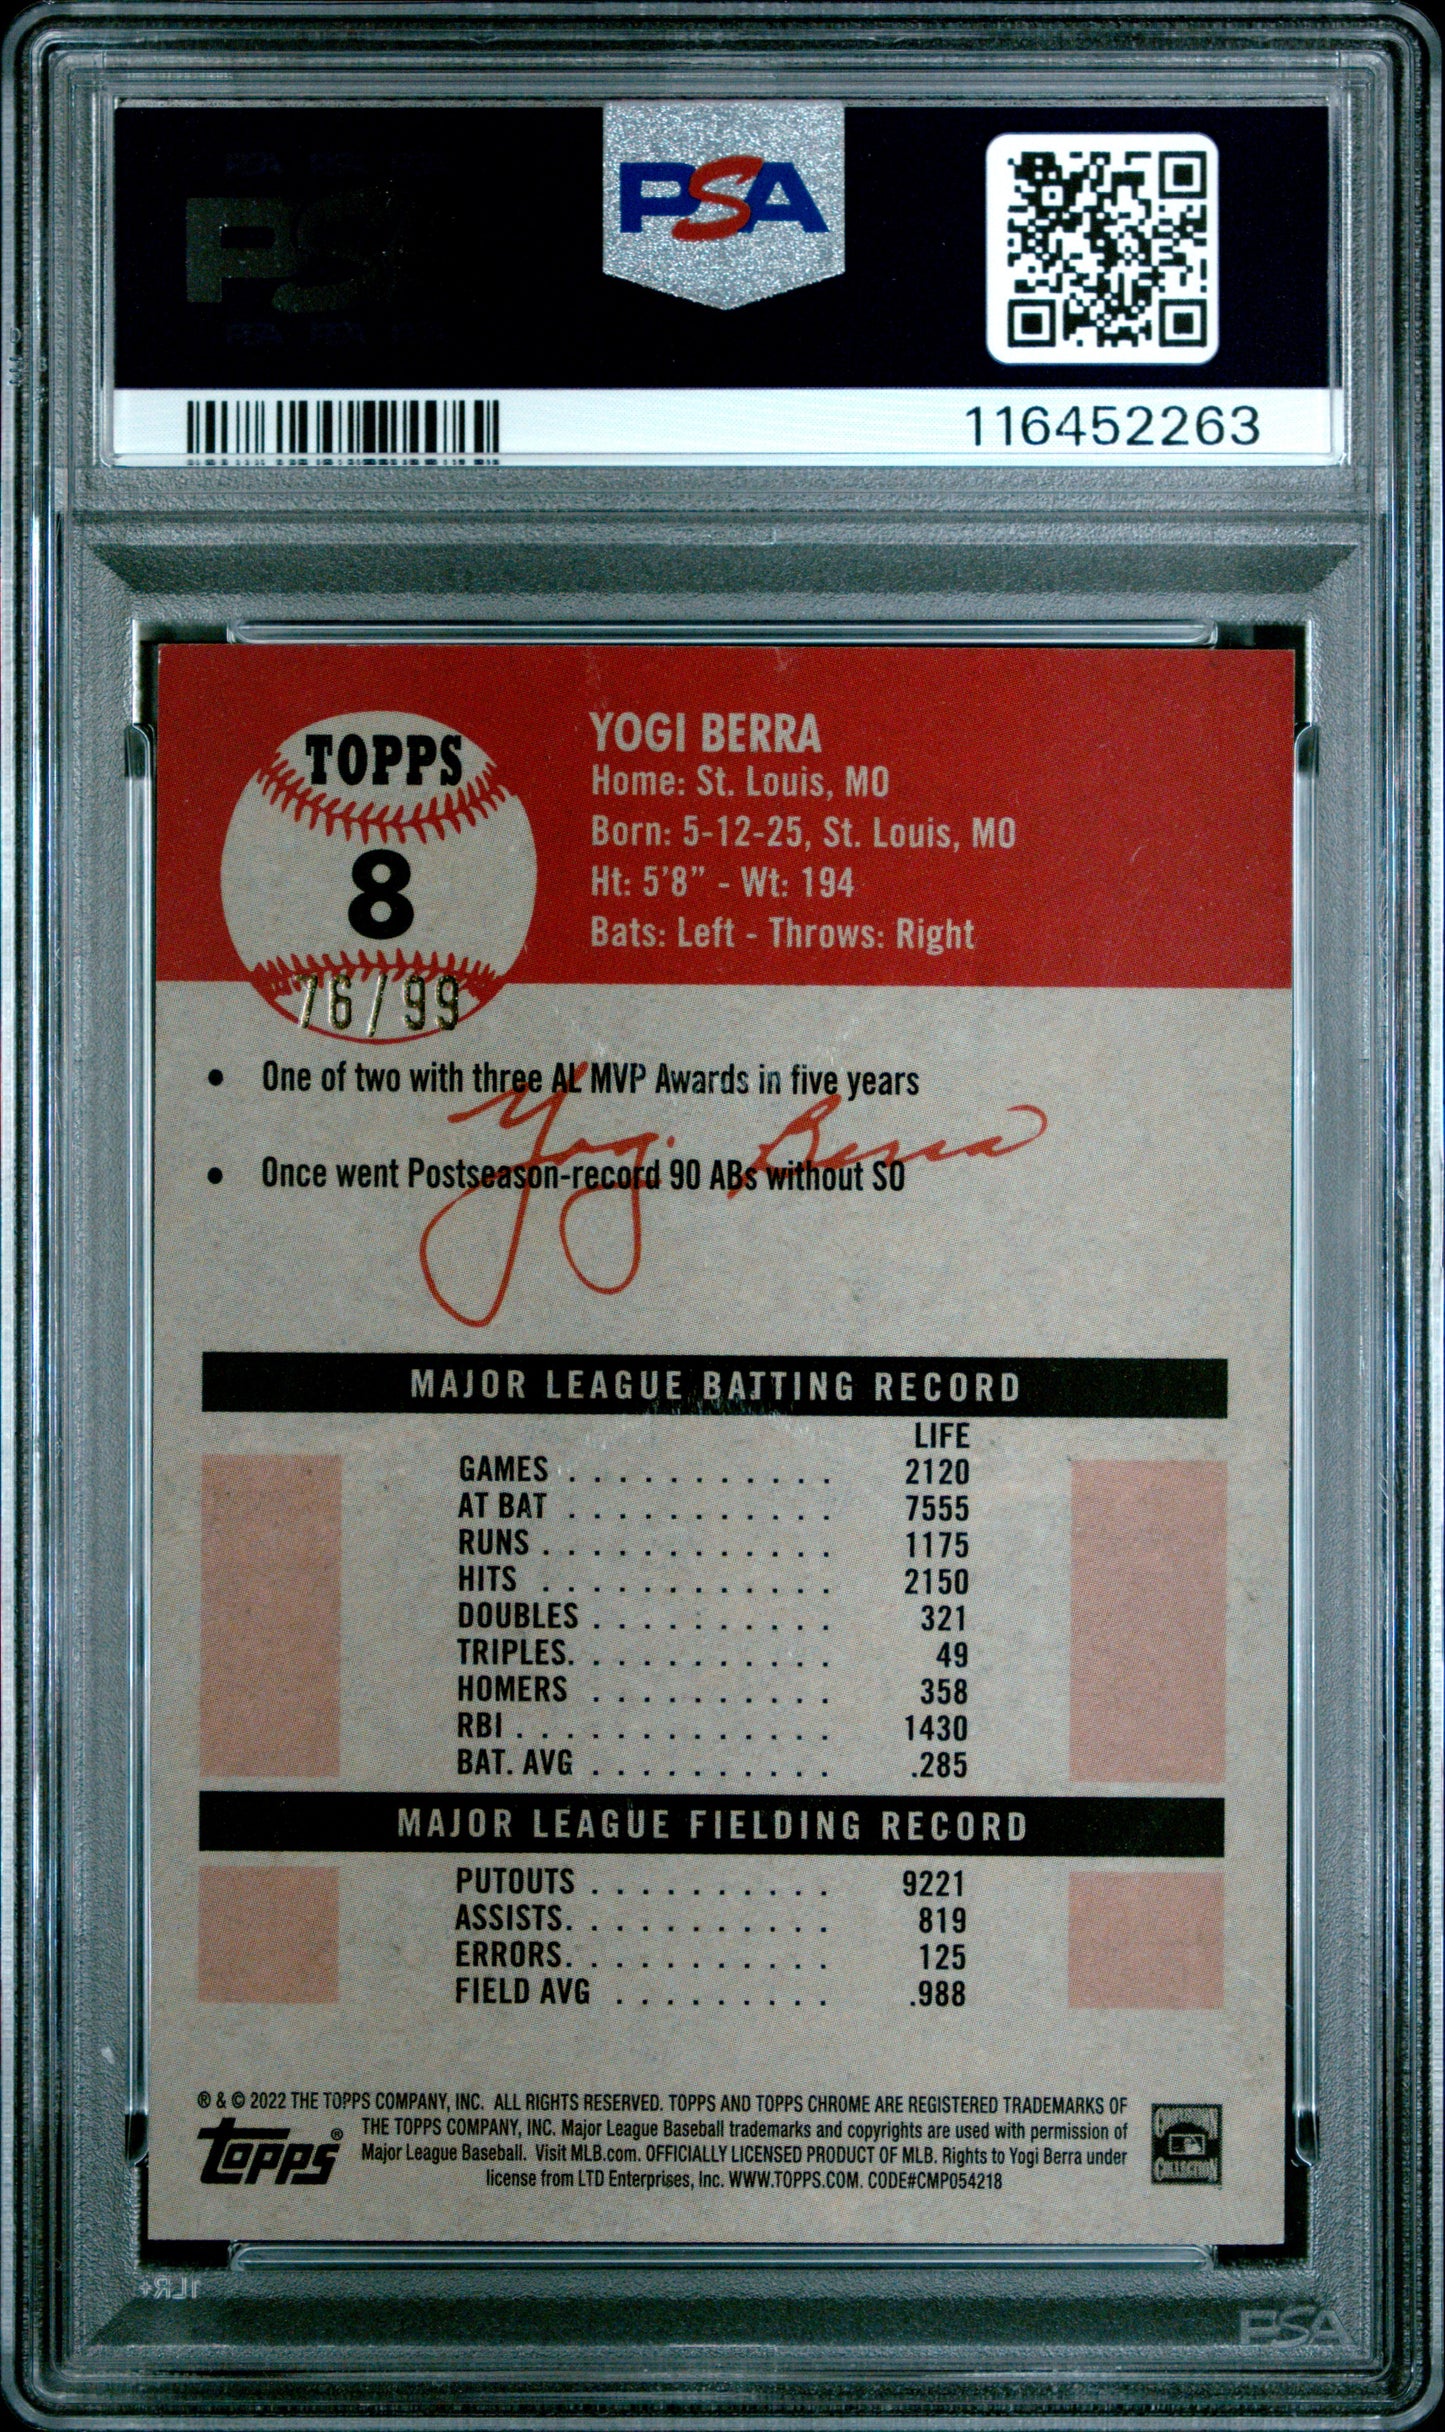 PSA
116452263
TOPPS
8
76/99
YOGI BERRA
Home: St. Louis, MO
Born: 5-12-25, St. Louis, MO
Ht: 5'8" - Wt: 194
Bats: Left - Throws: Right
• One of two with three AL MVP Awards in five years
Yogi Berra
• Once went Postseason-record 90 ABs without SO
MAJOR LEAGUE BATTING RECORD
LIFE
GAMES . . . . . . . . . . . 2120
AT BAT . . . . . . . . . . . 7555
RUNS . . . . . . . . . . . . 1175
HITS . . . . . . . . . . . . 2150
DOUBLES . . . . . . . . . . 321
TRIPLES. . . . . . . . . . . 49
HOMERS . . . . . . . . . . 358
RBI . . . . . . . . . . . . . 1430
BAT. AVG . . . . . . . . . . .285
MAJOR LEAGUE FIELDING RECORD
PUTOUTS . . . . . . . . . . 9221
ASSISTS. . . . . . . . . . . 819
ERRORS. . . . . . . . . . . 125
FIELD AVG . . . . . . . . . .988
® & © 2022 THE TOPPS COMPANY, INC. ALL RIGHTS RESERVED. TOPPS AND TOPPS CHROME ARE REGISTERED TRADEMARKS OF
THE TOPPS COMPANY, INC. Major League Baseball trademarks and copyrights are used with permission of
Major League Baseball. Visit MLB.com. OFFICIALLY LICENSED PRODUCT OF MLB. Rights to Yogi Berra under
license from LTD Enterprises, Inc. WWW.TOPPS.COM. CODE#CMP054218
topps®
COLLECTION
PSA